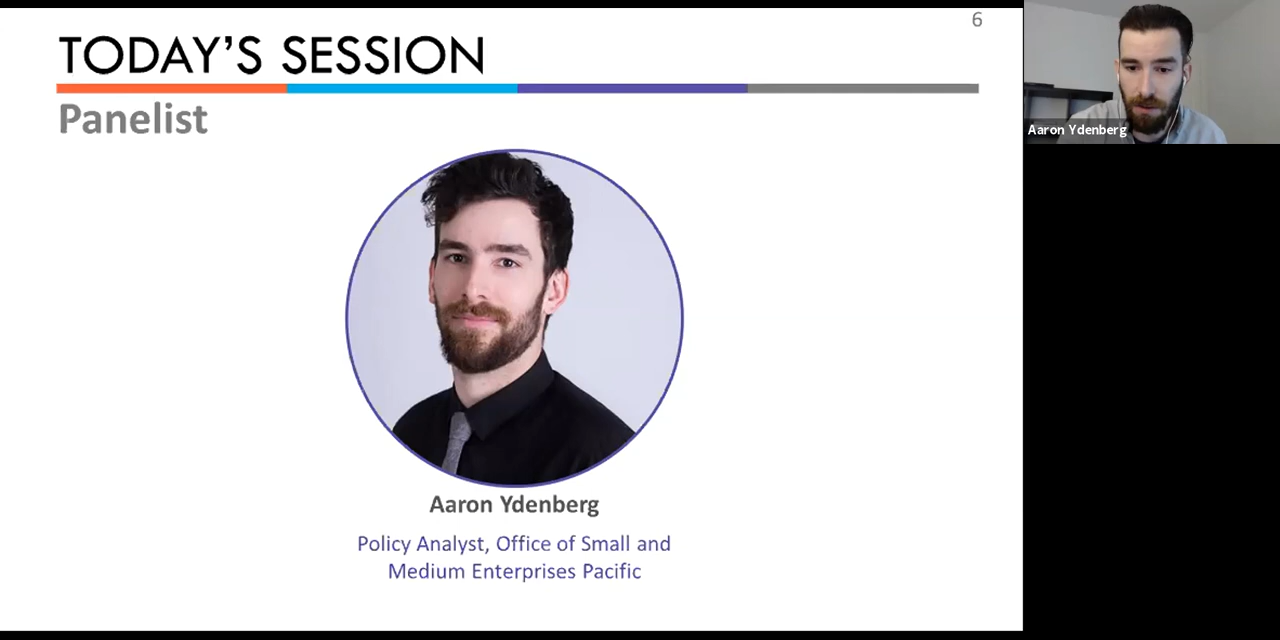 6
TODAY'S SESSION
Panelist
Aaron Ydenberg
Policy Analyst, Office of Small and
Medium Enterprises Pacific
Aaron Ydenberg